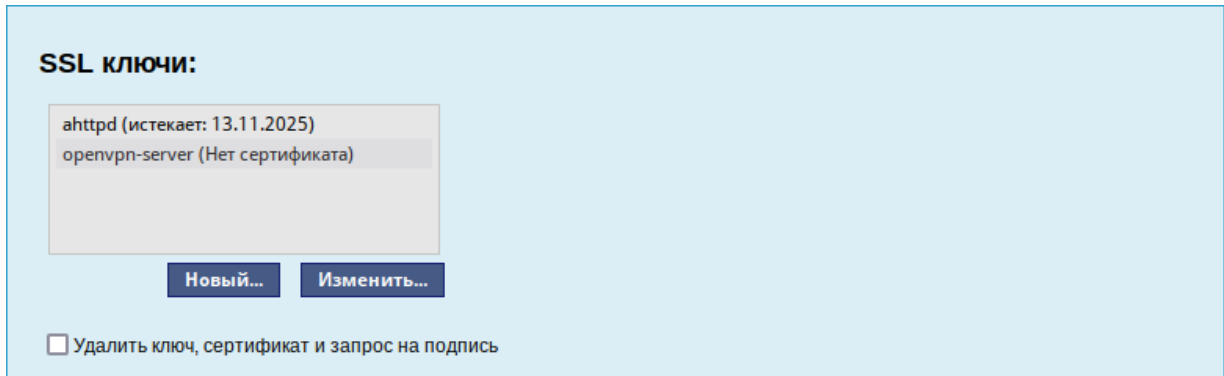 SSL ключи:
ahttpd (истекает: 13.11.2025)
openvpn-server (Нет сертификата)
Новый... Изменить...
Удалить ключ, сертификат и запрос на подпись